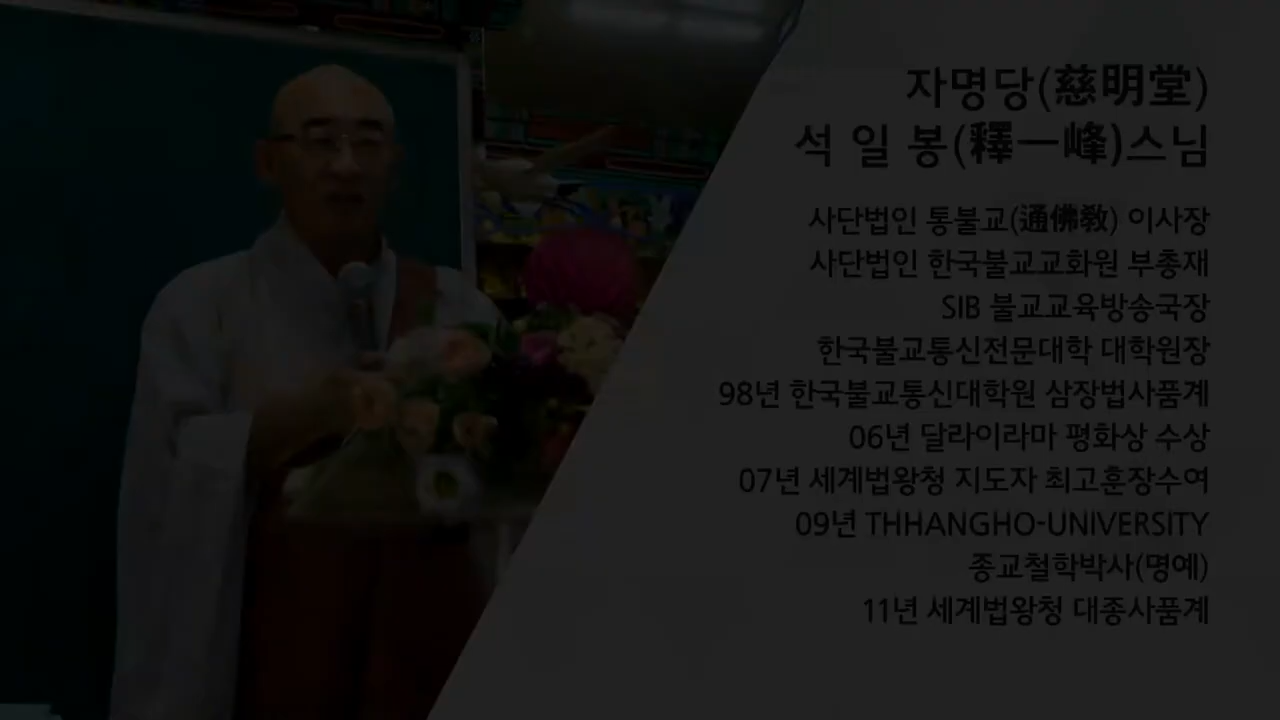 자명당(慈明堂)
석 일 봉(釋一峰)스님
사단법인 통불교(通佛敎) 이사장
사단법인 한국불교교화원 부총재
SIB 불교교육방송국장
한국불교통신전문대학 대학원장
98년 한국불교통신대학원 삼장법사품계
06년 달라이라마 평화상 수상
07년 세계법왕청 지도자 최고훈장수여
09년 THHANGHO-UNIVERSITY
종교철학박사(명예)
11년 세계법왕청 대종사품계